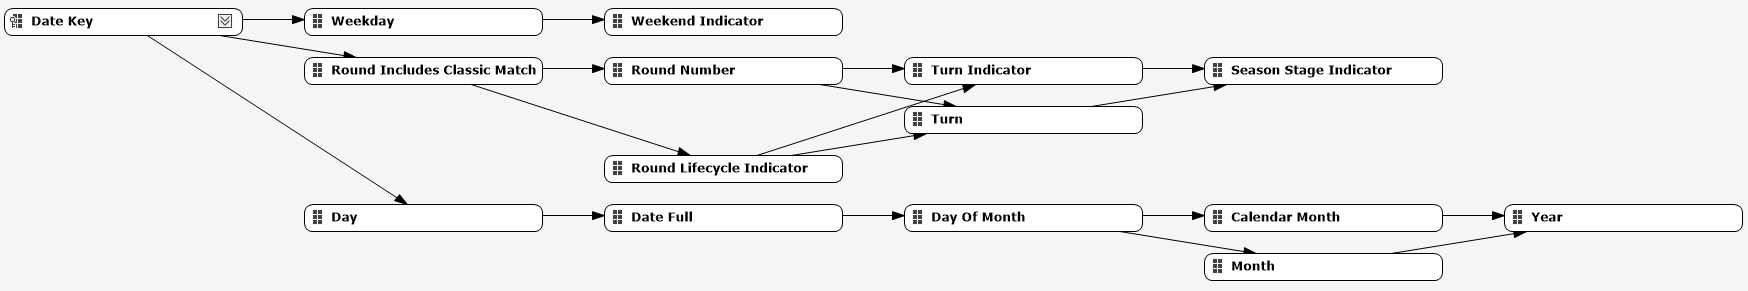 Date Key
Weekday
Weekend Indicator
Round Includes Classic Match
Round Number
Turn Indicator
Season Stage Indicator
Turn
Round Lifecycle Indicator
Day
Date Full
Day Of Month
Calendar Month
Year
Month